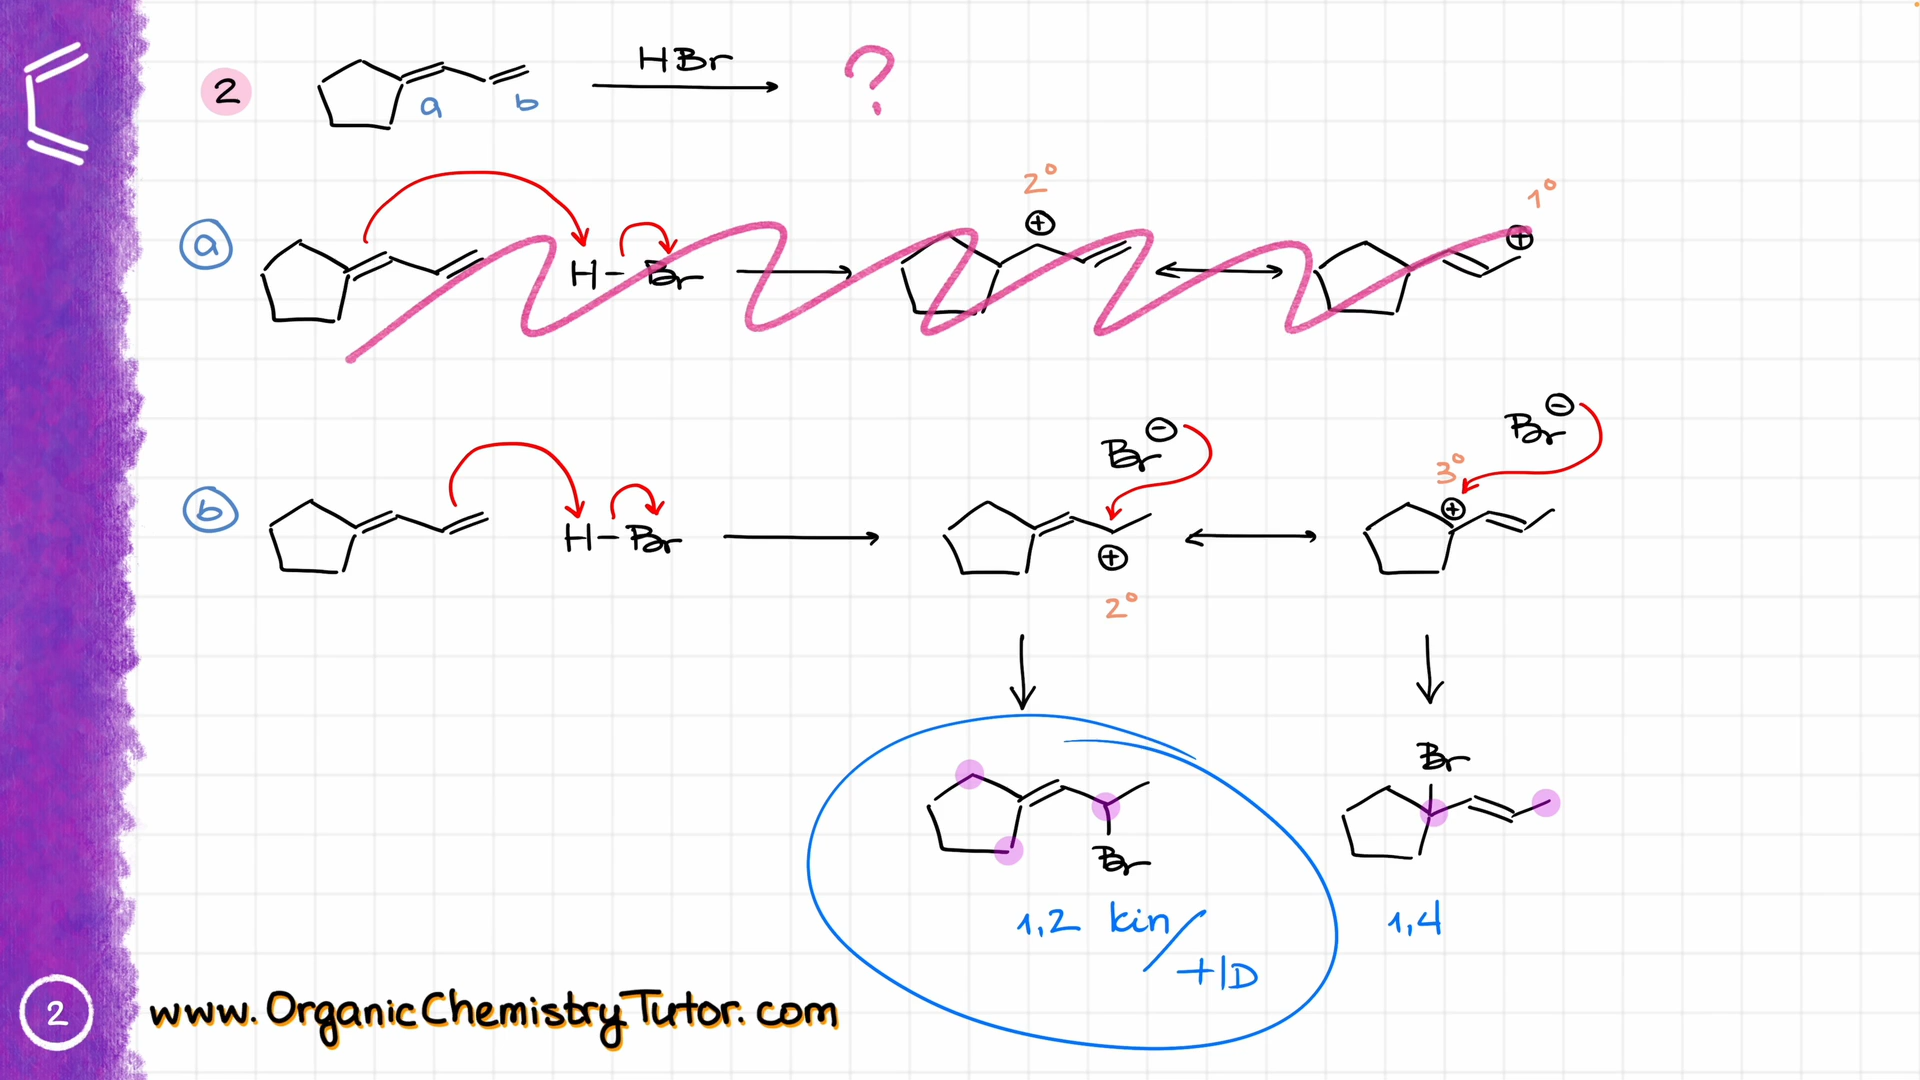 2
HBr
?
a
b
a
H-Br
2°
⊕
1°
⊕
b
H-Br
Br ⊖
⊕
2°
Br ⊖
3°
⊕
Br
1,2 kin/
+|D
Br
1,4
2
www.OrganicChemistryTutor.com